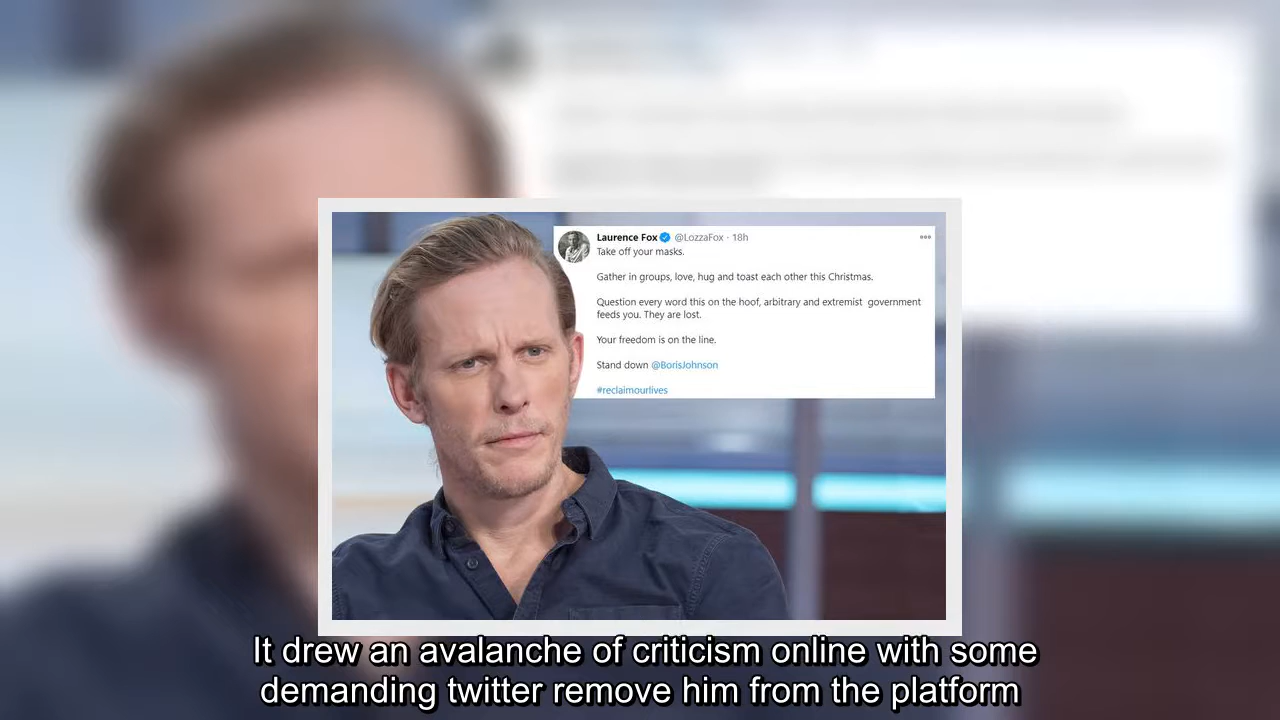 Laurence Fox @LozzaFox · 18h
Take off your masks.
Gather in groups, love, hug and toast each other this Christmas.
Question every word this on the hoof, arbitrary and extremist government
feeds you. They are lost.
Your freedom is on the line.
Stand down @BorisJohnson
#reclaimourlives
It drew an avalanche of criticism online with some
demanding twitter remove him from the platform